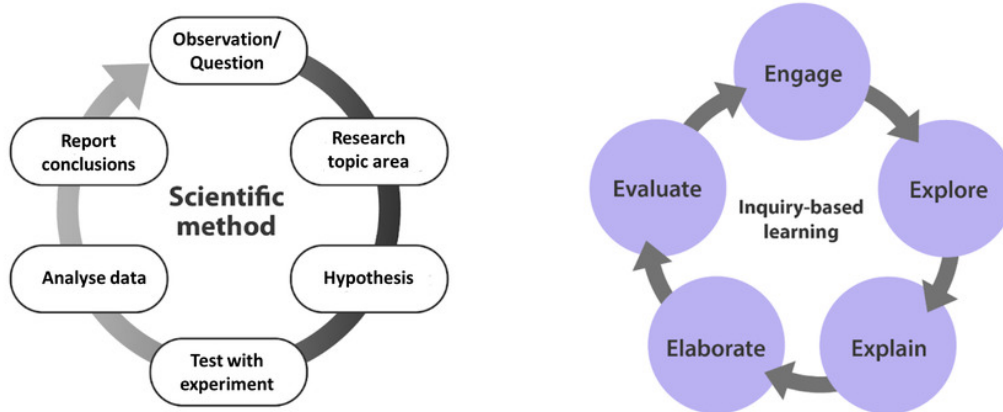 Observation/
Question
Research
topic area
Hypothesis
Test with
experiment
Analyse data
Report
conclusions
Scientific
method
Engage
Explore
Explain
Elaborate
Evaluate
Inquiry-based
learning